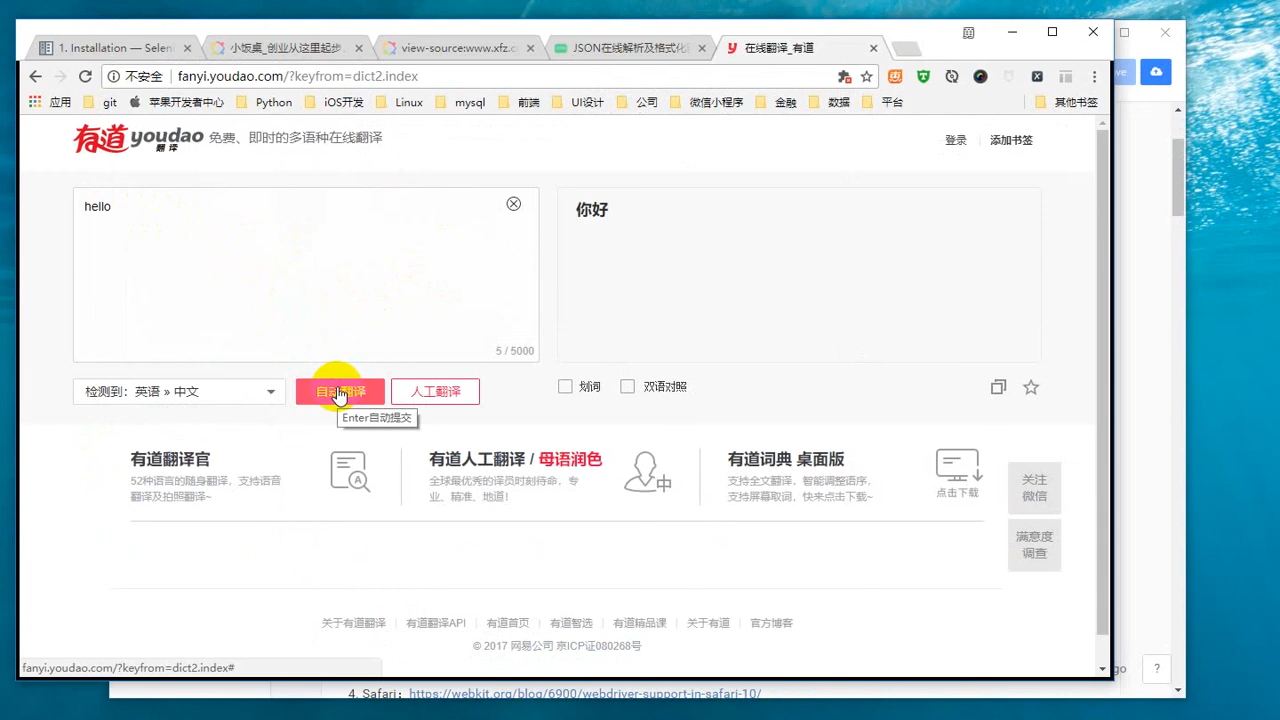 1. Installation — Selen
小饭桌_创业从这里起步
view-source:www.xfz.c
JSON在线解析及格式化
在线翻译_有道
不安全 fanyi.youdao.com/?keyfrom=dict2.index
应用 git 苹果开发者中心 Python iOS开发 Linux mysql 前端 UI设计 公司 微信小程序 金融 数据 平台 其他书签
有道 youdao 翻译 免费、即时的多语种在线翻译
登录 添加书签
hello
你好
5 / 5000
检测到：英语 » 中文 自动翻译 人工翻译 划词 双语对照
Enter自动提交
有道翻译官
52种语言的随身翻译，支持语音
翻译及拍照翻译~
有道人工翻译 / 母语润色
全球最优秀的译员时刻待命，专
业、精准、地道！
中
有道词典 桌面版
支持全文翻译，智能调整语序，
支持屏幕取词，快来点击下载~
点击下载
关注
微信
满意度
调查
关于有道翻译 有道翻译API 有道首页 有道智选 有道精品课 关于有道 官方博客
© 2017 网易公司 京ICP证080268号
fanyi.youdao.com/?keyfrom=dict2.index#
go ?
4. Safari：https://webkit.org/blog/6900/webdriver-support-in-safari-10/